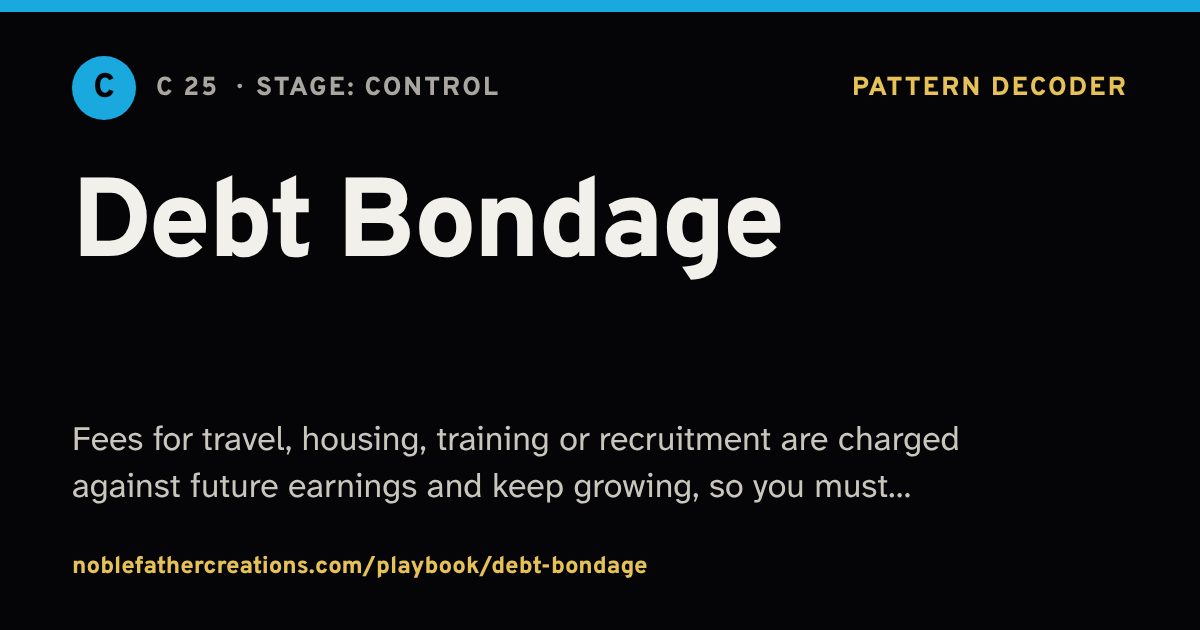 C C 25 · STAGE: CONTROL PATTERN DECODER
Debt Bondage
Fees for travel, housing, training or recruitment are charged
against future earnings and keep growing, so you must...
noblefathercreations.com/playbook/debt-bondage